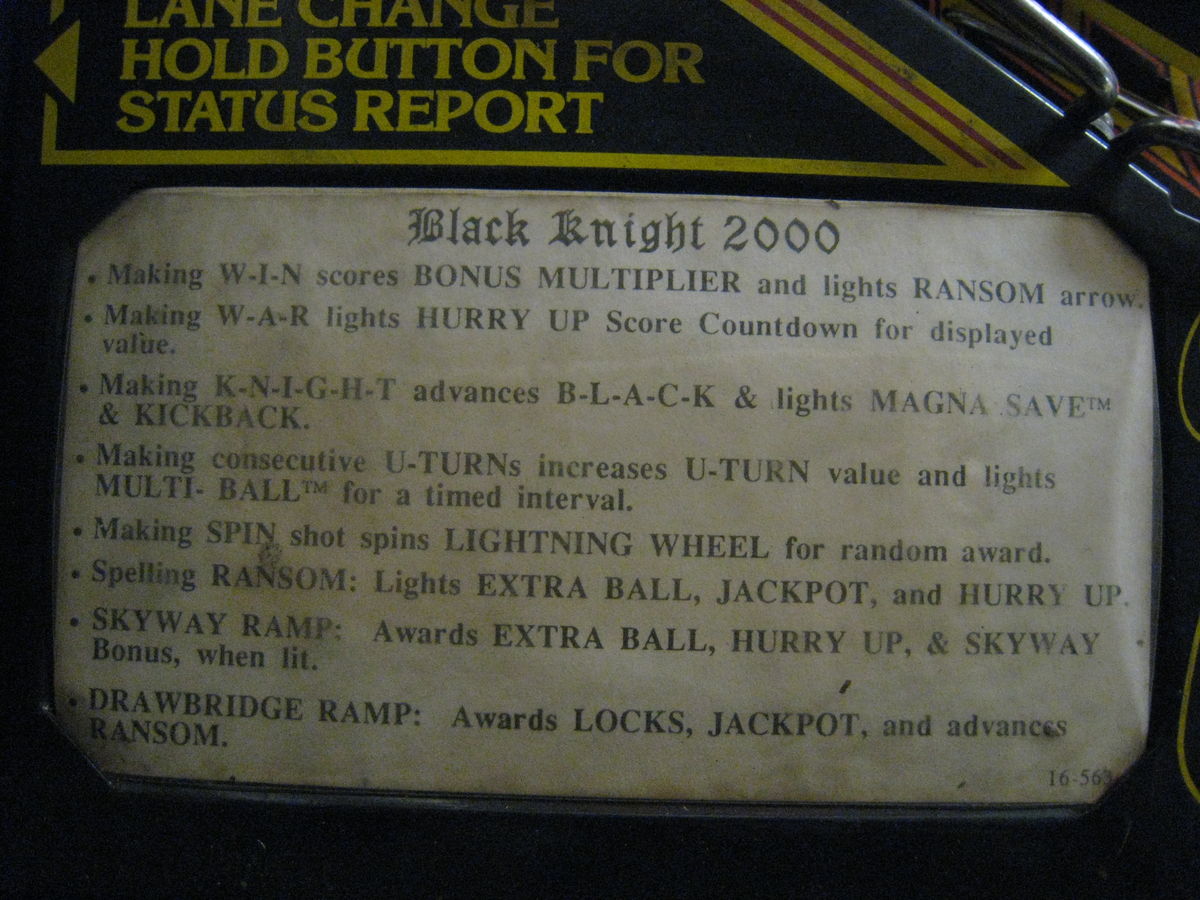 LANE CHANGE
HOLD BUTTON FOR
STATUS REPORT
Black Knight 2000
• Making W-I-N scores BONUS MULTIPLIER and lights RANSOM arrow.
• Making W-A-R lights HURRY UP Score Countdown for displayed
value.
• Making K-N-I-G-H-T advances B-L-A-C-K & lights MAGNA SAVE™
& KICKBACK.
• Making consecutive U-TURNs increases U-TURN value and lights
MULTI- BALL™ for a timed interval.
• Making SPIN shot spins LIGHTNING WHEEL for random award.
• Spelling RANSOM: Lights EXTRA BALL, JACKPOT, and HURRY UP.
• SKYWAY RAMP: Awards EXTRA BALL, HURRY UP, & SKYWAY
Bonus, when lit.
• DRAWBRIDGE RAMP: Awards LOCKS, JACKPOT, and advances
RANSOM.